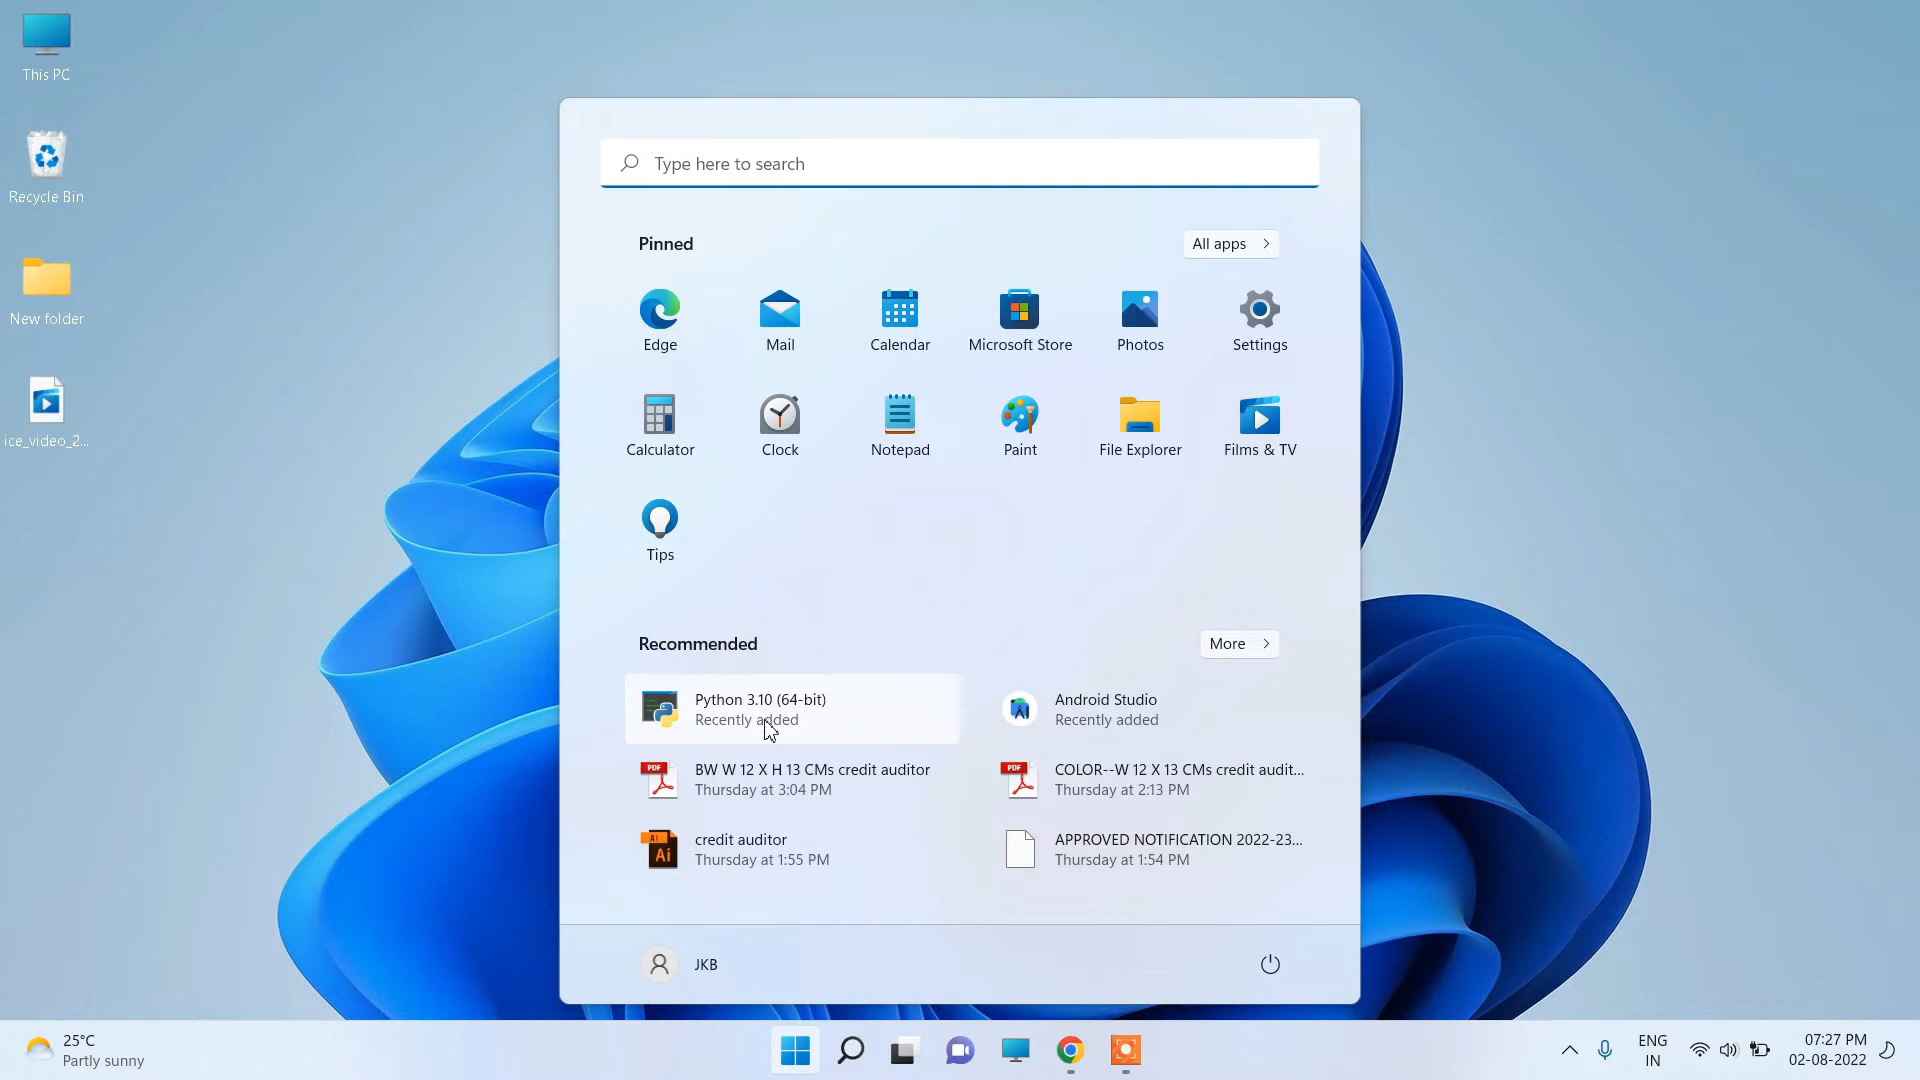 This PC
Recycle Bin
New folder
ice_video_2...
Type here to search
Pinned
All apps
Edge
Mail
Calendar
Microsoft Store
Photos
Settings
Calculator
Clock
Notepad
Paint
File Explorer
Films & TV
Tips
Recommended
More
Python 3.10 (64-bit)
Recently added
Android Studio
Recently added
PDF
BW W 12 X H 13 CMs credit auditor
Thursday at 3:04 PM
PDF
COLOR--W 12 X 13 CMs credit audit...
Thursday at 2:13 PM
AI
Ai
credit auditor
Thursday at 1:55 PM
APPROVED NOTIFICATION 2022-23...
Thursday at 1:54 PM
JKB
25°C
Partly sunny
ENG
IN
07:27 PM
02-08-2022